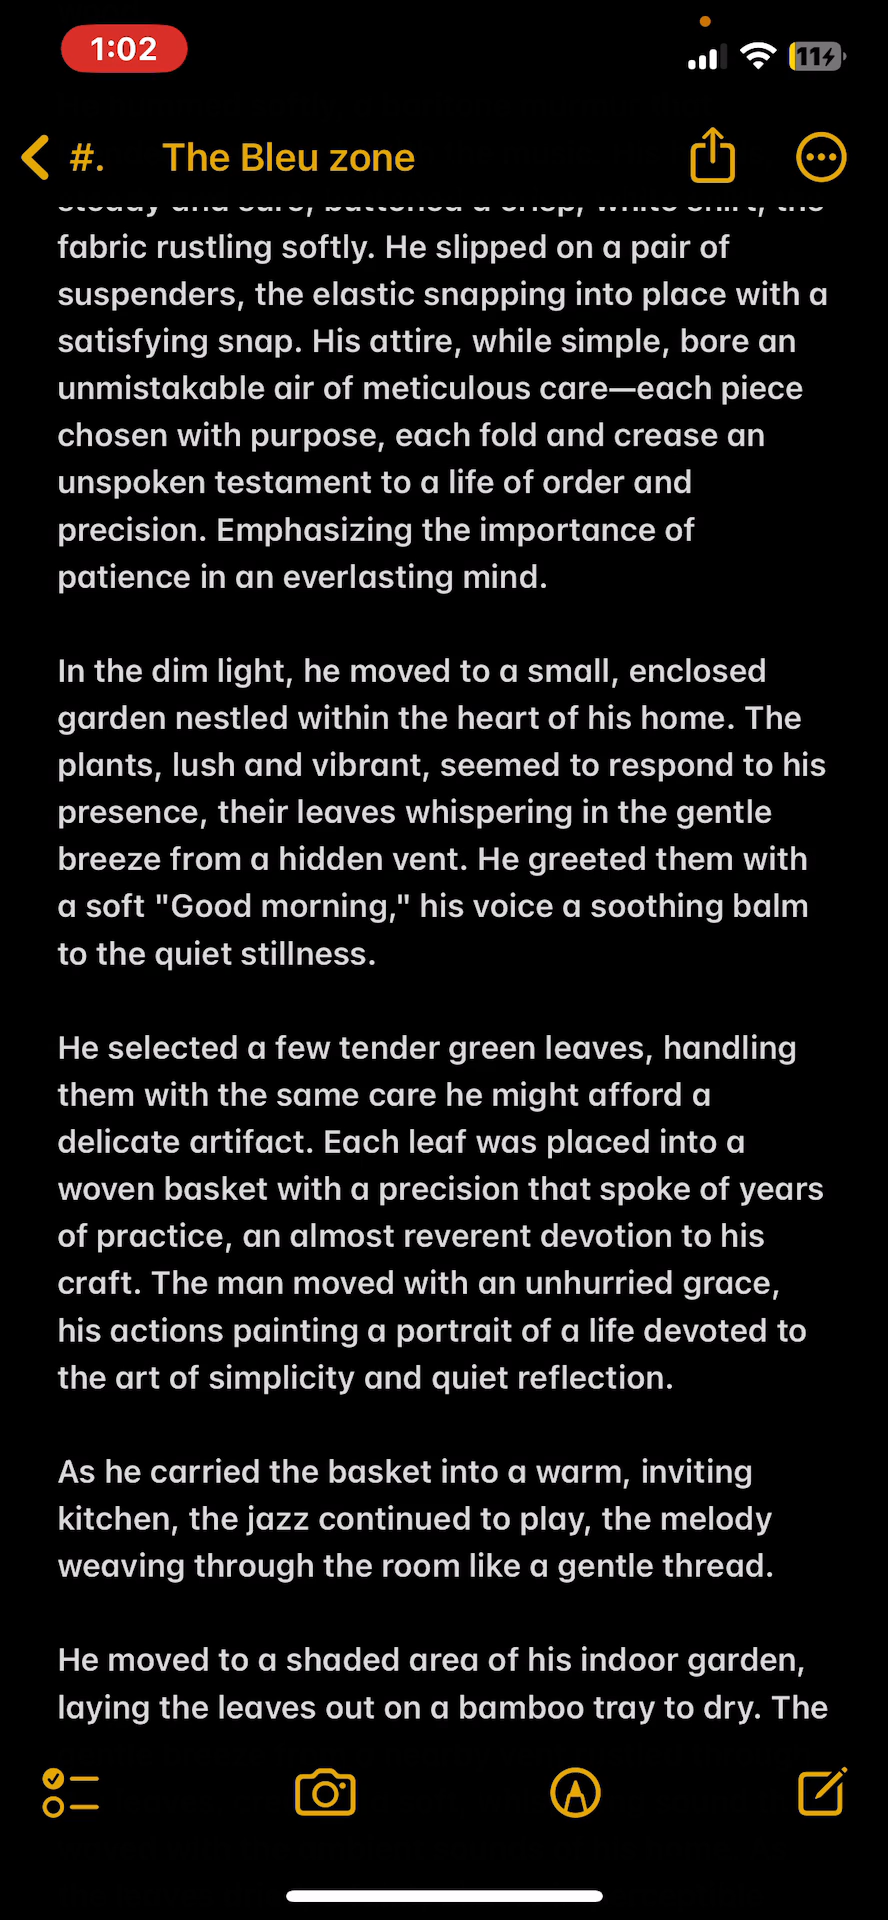 1:02
11
#.
The Bleu zone
steady and sure, buttoned a crisp, white shirt, the
fabric rustling softly. He slipped on a pair of
suspenders, the elastic snapping into place with a
satisfying snap. His attire, while simple, bore an
unmistakable air of meticulous care—each piece
chosen with purpose, each fold and crease an
unspoken testament to a life of order and
precision. Emphasizing the importance of
patience in an everlasting mind.
In the dim light, he moved to a small, enclosed
garden nestled within the heart of his home. The
plants, lush and vibrant, seemed to respond to his
presence, their leaves whispering in the gentle
breeze from a hidden vent. He greeted them with
a soft "Good morning," his voice a soothing balm
to the quiet stillness.
He selected a few tender green leaves, handling
them with the same care he might afford a
delicate artifact. Each leaf was placed into a
woven basket with a precision that spoke of years
of practice, an almost reverent devotion to his
craft. The man moved with an unhurried grace,
his actions painting a portrait of a life devoted to
the art of simplicity and quiet reflection.
As he carried the basket into a warm, inviting
kitchen, the jazz continued to play, the melody
weaving through the room like a gentle thread.
He moved to a shaded area of his indoor garden,
laying the leaves out on a bamboo tray to dry. The